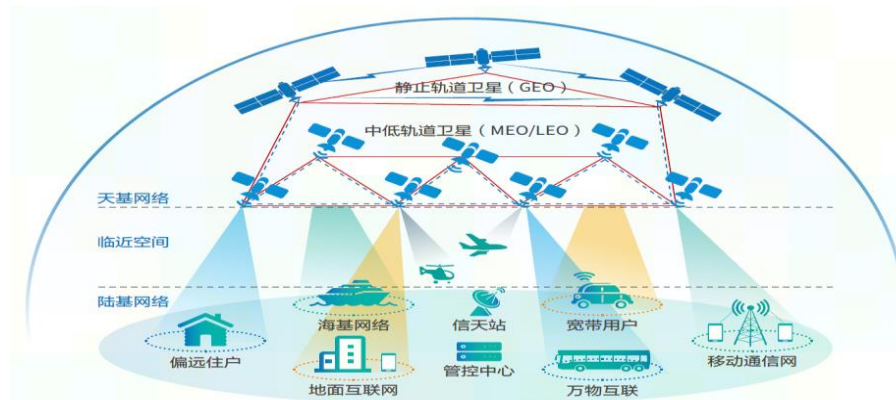 静止轨道卫星（GEO）
中低轨道卫星（MEO/LEO）
天基网络
临近空间
陆基网络
海基网络
信天站
宽带用户
偏远住户
移动通信网
地面互联网
管控中心
万物互联